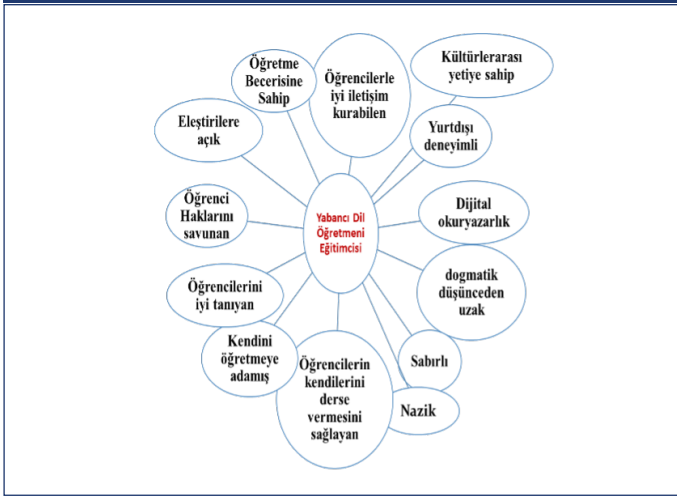 Öğretme
Becerisine
Sahip
Öğrencilerle
iyi iletişim
kurabilen
Kültürlerarası
yetiye sahip
Eleştirilere
açık
Yurtdışı
deneyimli
Öğrenci
Haklarını
savunan
Yabancı Dil
Öğretmeni
Eğitimcisi
Dijital
okuryazarlık
Öğrencilerini
iyi tanıyan
dogmatik
düşünceden
uzak
Kendini
öğretmeye
adamış
Öğrencilerin
kendilerini
derse
vermesini
sağlayan
Sabırlı
Nazik